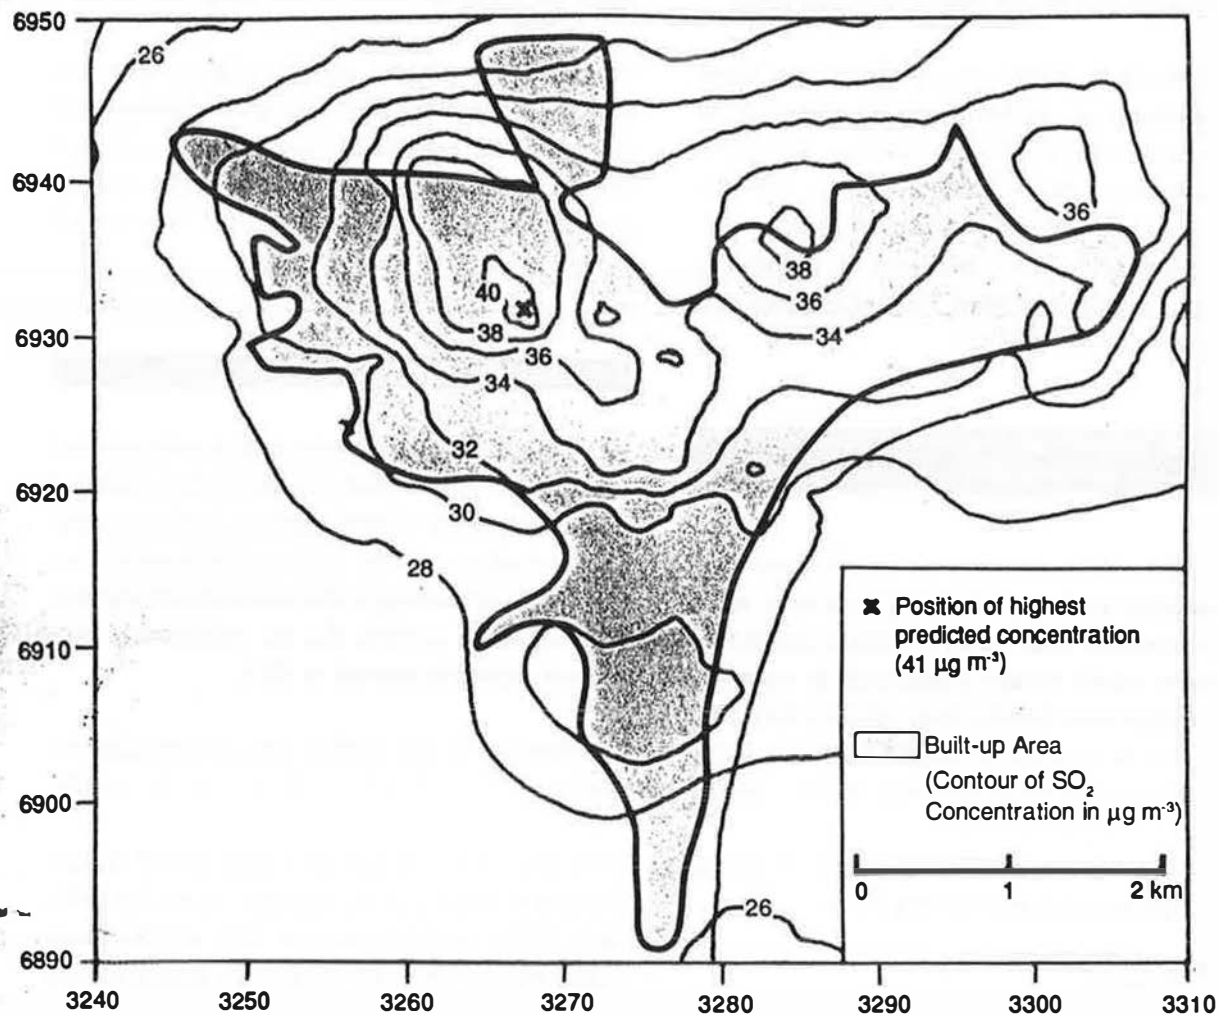 6950
26
6940
36
38
40
36
38
34
6930
36
34
32
6920
30
28
Position of highest
predicted concentration
(41 µg m⁻³)
6910
Built-up Area
(Contour of SO₂
Concentration in µg m⁻³)
6900
0 1 2 km
26
6890
3240 3250 3260 3270 3280 3290 3300 3310